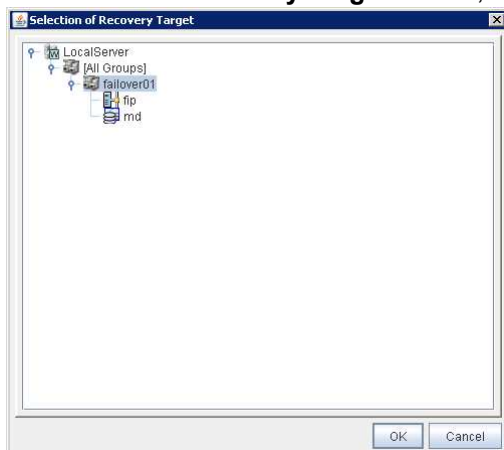 Selection of Recovery Target
LocalServer
[All Groups]
failover01
fip
md
OK
Cancel